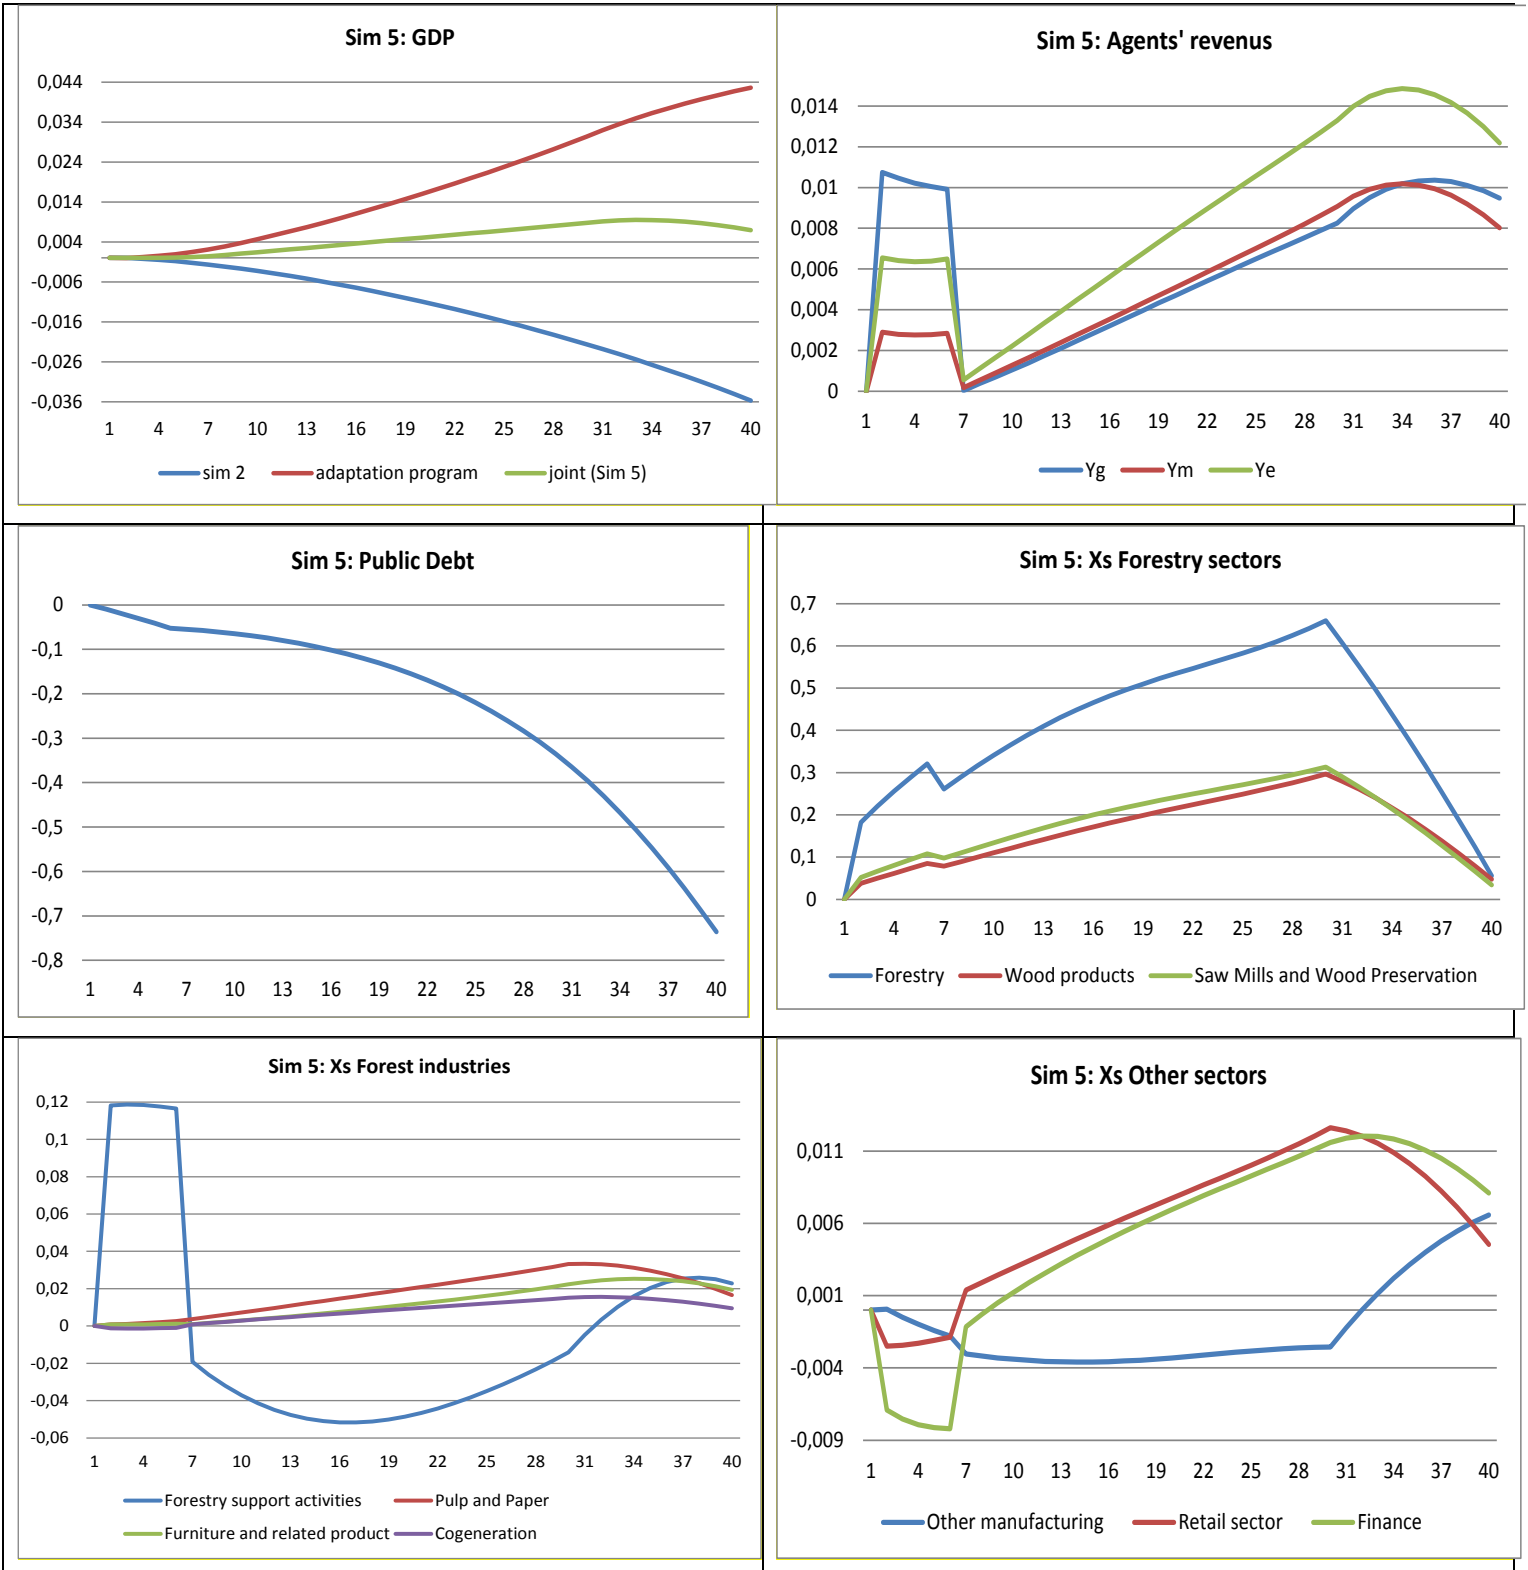 Sim 5: GDP
0,044
0,034
0,024
0,014
0,004
-0,006
-0,016
-0,026
-0,036
1 4 7 10 13 16 19 22 25 28 31 34 37 40
sim 2 adaptation program joint (Sim 5)
Sim 5: Agents' revenus
0,014
0,012
0,01
0,008
0,006
0,004
0,002
0
1 4 7 10 13 16 19 22 25 28 31 34 37 40
Yg Ym Ye
Sim 5: Public Debt
0
-0,1
-0,2
-0,3
-0,4
-0,5
-0,6
-0,7
-0,8
1 4 7 10 13 16 19 22 25 28 31 34 37 40
Sim 5: Xs Forestry sectors
0,7
0,6
0,5
0,4
0,3
0,2
0,1
0
1 4 7 10 13 16 19 22 25 28 31 34 37 40
Forestry Wood products Saw Mills and Wood Preservation
Sim 5: Xs Forest industries
0,12
0,1
0,08
0,06
0,04
0,02
0
-0,02
-0,04
-0,06
1 4 7 10 13 16 19 22 25 28 31 34 37 40
Forestry support activities Pulp and Paper
Furniture and related product Cogeneration
Sim 5: Xs Other sectors
0,011
0,006
0,001
-0,004
-0,009
1 4 7 10 13 16 19 22 25 28 31 34 37 40
Other manufacturing Retail sector Finance